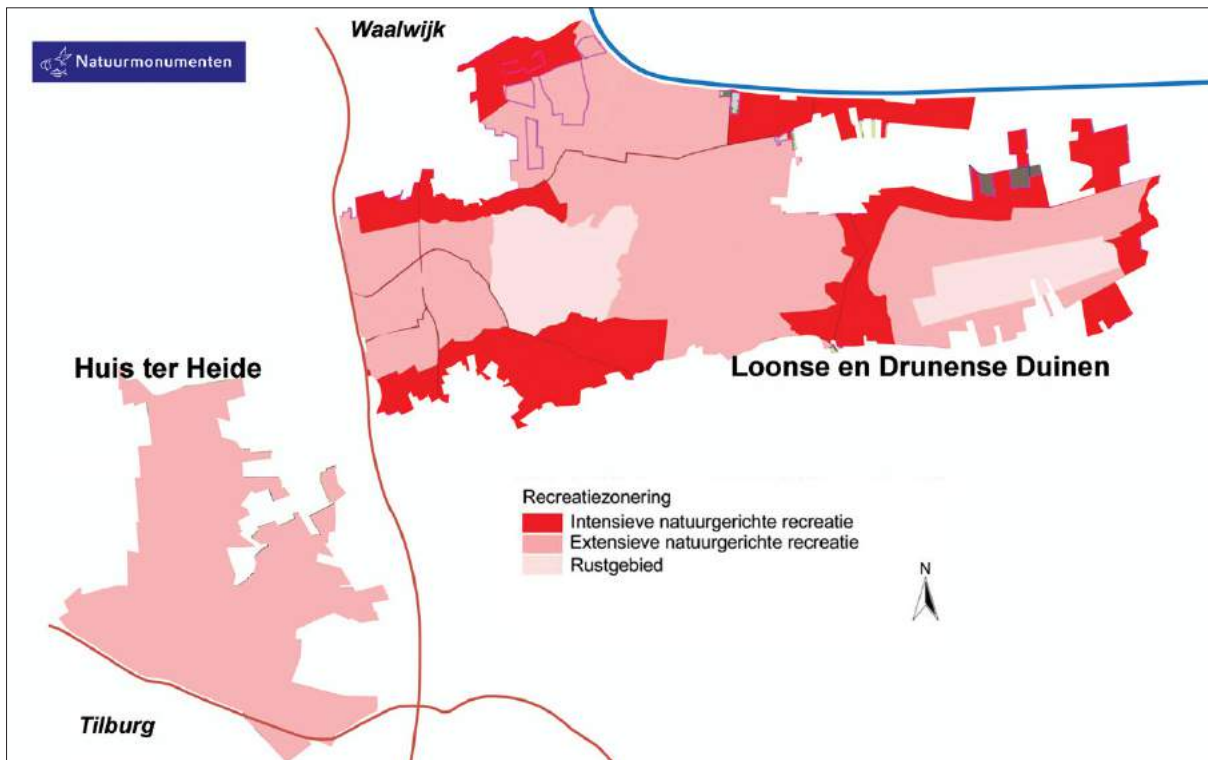 Waalwijk
Natuurmonumenten
Huis ter Heide
Loonse en Drunense Duinen
Recreatiezonering
Intensieve natuurgerichte recreatie
Extensieve natuurgerichte recreatie
Rustgebied
N
Tilburg